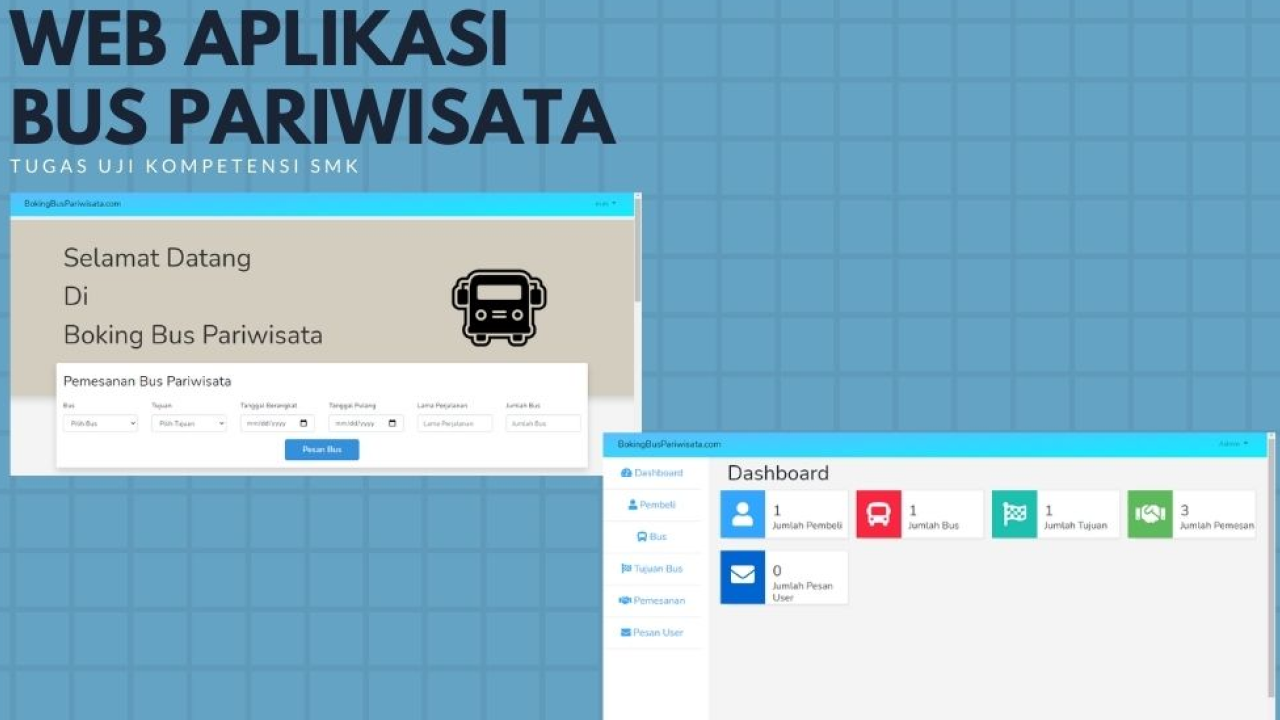 WEB APLIKASI
BUS PARIWISATA
TUGAS UJI KOMPETENSI SMK
BokingBusPariwisata.com
Selamat Datang
Di
Boking Bus Pariwisata
Pemesanan Bus Pariwisata
Bus Tujuan Tanggal Berangkat Tanggal Pulang Lama Perjalanan Jumlah Bus
Pilih Bus Pilih Tujuan mm/dd/yyyy mm/dd/yyyy Lama Perjalanan Jumlah Bus
Pesan Bus
BokingBusPariwisata.com Admin
Dashboard
Pembeli
Bus
Tujuan Bus
Pemesanan
Pesan User
Dashboard
1
Jumlah Pembeli
1
Jumlah Bus
1
Jumlah Tujuan
3
Jumlah Pemesan
0
Jumlah Pesan
User